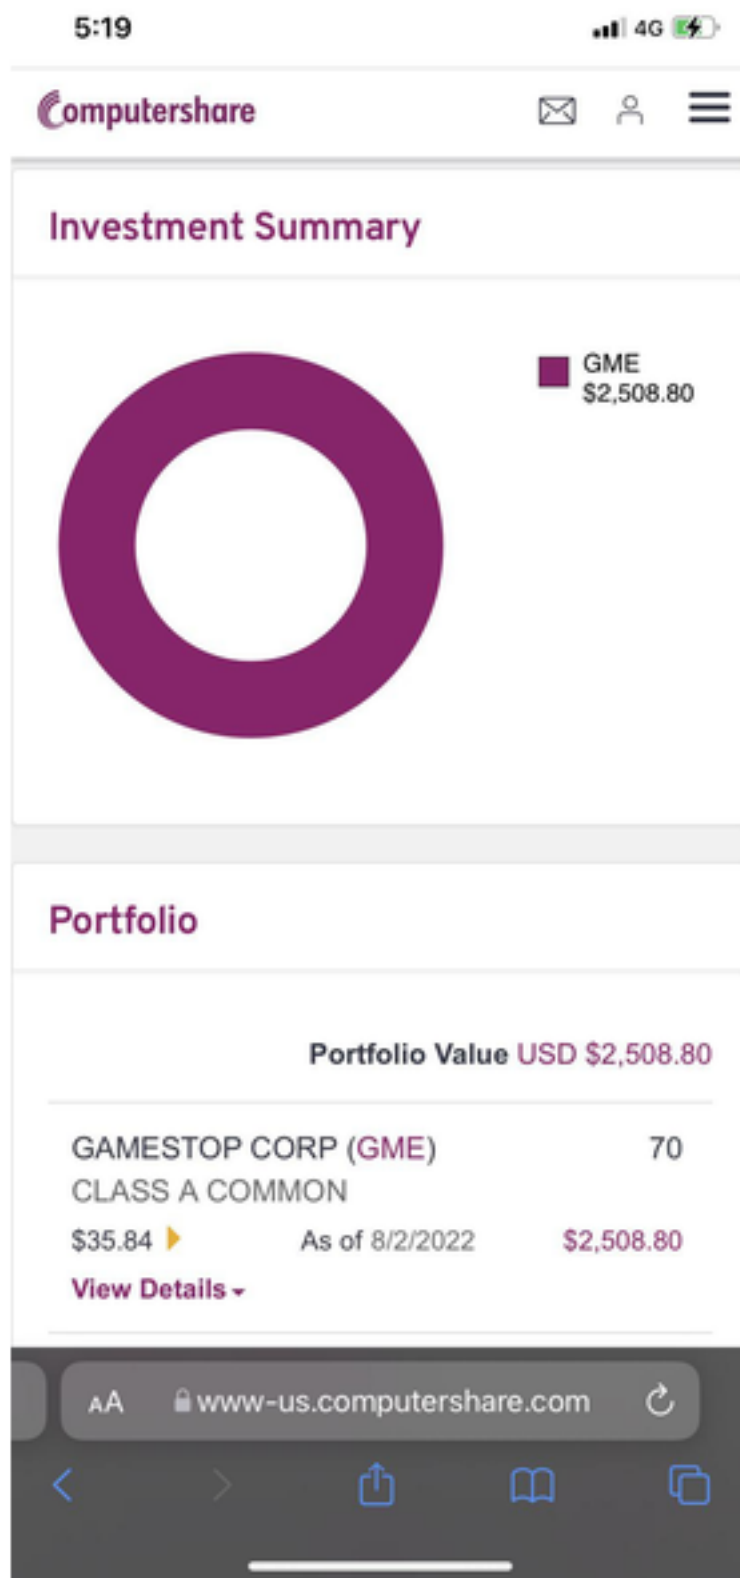 5:19
4G
Computershare
Investment Summary
GME
$2,508.80
Portfolio
Portfolio Value USD $2,508.80
GAMESTOP CORP (GME) 70
CLASS A COMMON
$35.84 As of 8/2/2022 $2,508.80
View Details
AA www-us.computershare.com